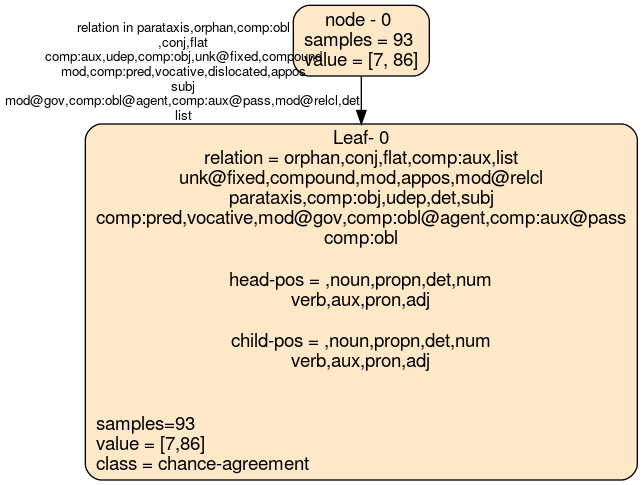 node - 0
samples = 93
value = [7, 86]
relation in parataxis,orphan,comp:obl
,conj,flat
comp:aux,udep,comp:obj,unk@fixed,compound
mod,comp:pred,vocative,dislocated,appos
subj
mod@gov,comp:obl@agent,comp:aux@pass,mod@relcl,det
list
Leaf- 0
relation = orphan,conj,flat,comp:aux,list
unk@fixed,compound,mod,appos,mod@relcl
parataxis,comp:obj,udep,det,subj
comp:pred,vocative,mod@gov,comp:obl@agent,comp:aux@pass
comp:obl
head-pos = ,noun,propn,det,num
verb,aux,pron,adj
child-pos = ,noun,propn,det,num
verb,aux,pron,adj
samples=93
value = [7,86]
class = chance-agreement